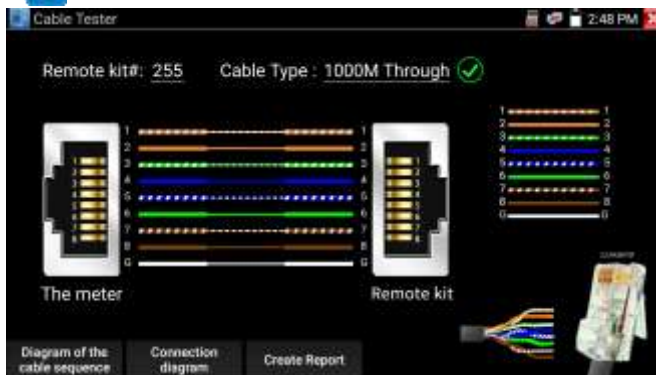 Cable Tester
2:48 PM
Remote kit#: 255
Cable Type : 1000M Through
1
2
3
4
5
6
7
8
G
1
2
3
4
5
6
7
8
G
1 1
2 2
3 3
4 4
5 5
6 6
7 7
8 8
G G
The meter
Remote kit
Diagram of the
cable sequence
Connection
diagram
Create Report